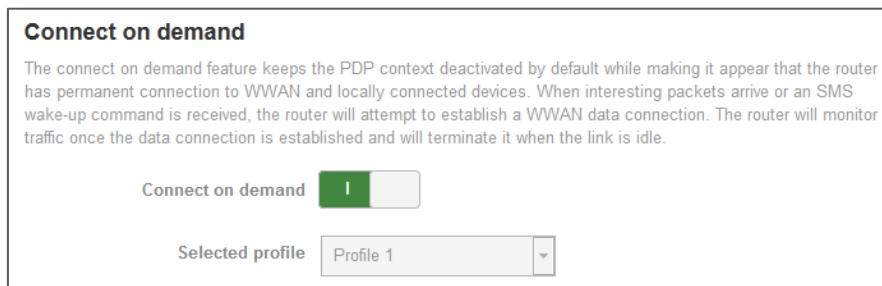 Connect on demand
The connect on demand feature keeps the PDP context deactivated by default while making it appear that the router
has permanent connection to WWAN and locally connected devices. When interesting packets arrive or an SMS
wake-up command is received, the router will attempt to establish a WWAN data connection. The router will monitor
traffic once the data connection is established and will terminate it when the link is idle.
Connect on demand I
Selected profile Profile 1